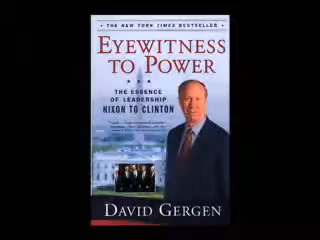 • THE NEW YORK TIMES BESTSELLER •
EYEWITNESS
TO POWER
THE ESSENCE
OF LEADERSHIP
NIXON TO CLINTON
DAVID GERGEN